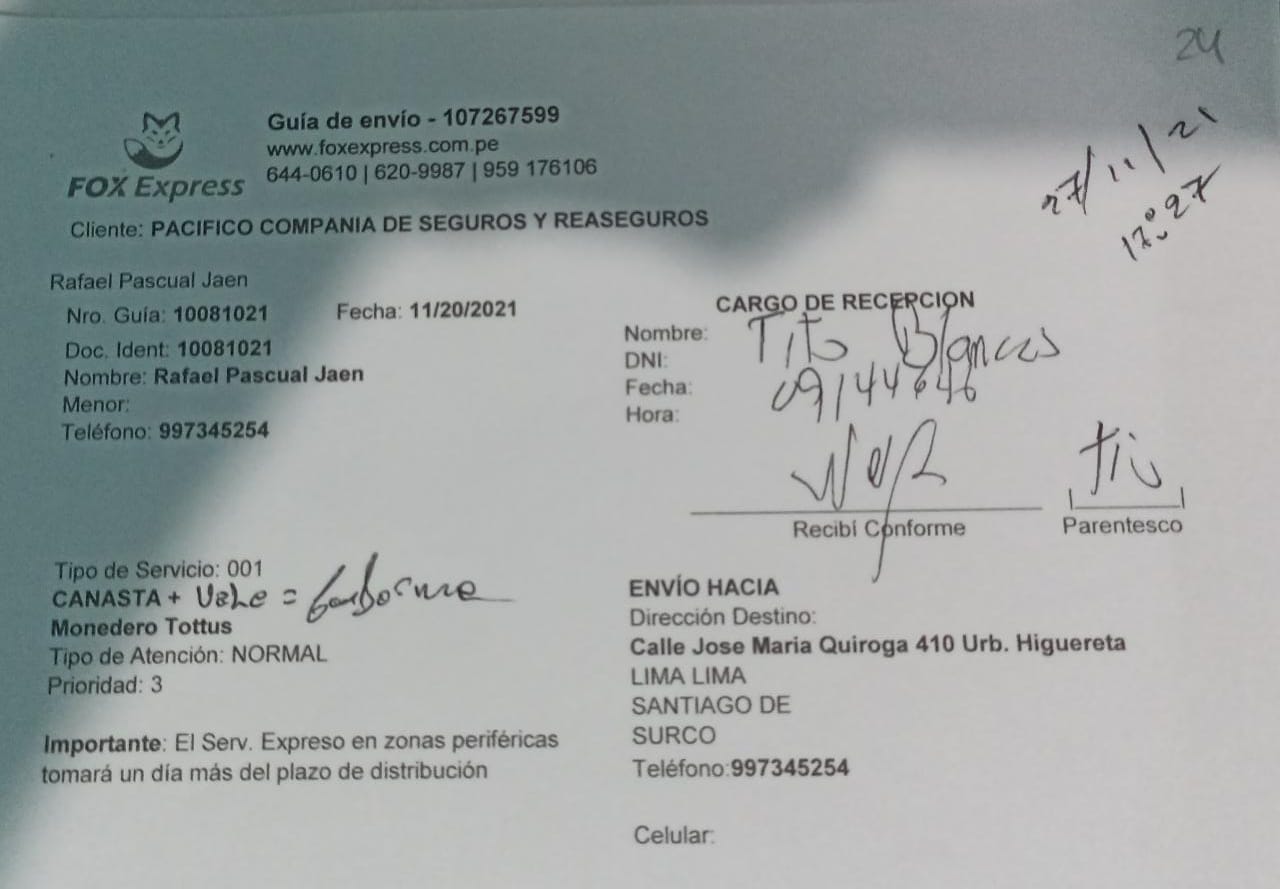 24
Guía de envío - 107267599
www.foxexpress.com.pe
644-0610 | 620-9987 | 959 176106
FOX Express
27/11/21
17:27
Cliente: PACIFICO COMPANIA DE SEGUROS Y REASEGUROS
Rafael Pascual Jaen
Nro. Guía: 10081021 Fecha: 11/20/2021
Doc. Ident: 10081021
Nombre: Rafael Pascual Jaen
Menor:
Teléfono: 997345254
CARGO DE RECEPCION
Nombre: Tito Blancas
DNI: 09144646
Fecha:
Hora:
Recibí Conforme
Parentesco
Tipo de Servicio: 001
CANASTA + Vale =
Monedero Tottus
Tipo de Atención: NORMAL
Prioridad: 3
Importante: El Serv. Expreso en zonas periféricas
tomará un día más del plazo de distribución
ENVÍO HACIA
Dirección Destino:
Calle Jose Maria Quiroga 410 Urb. Higuereta
LIMA LIMA
SANTIAGO DE
SURCO
Teléfono:997345254
Celular: